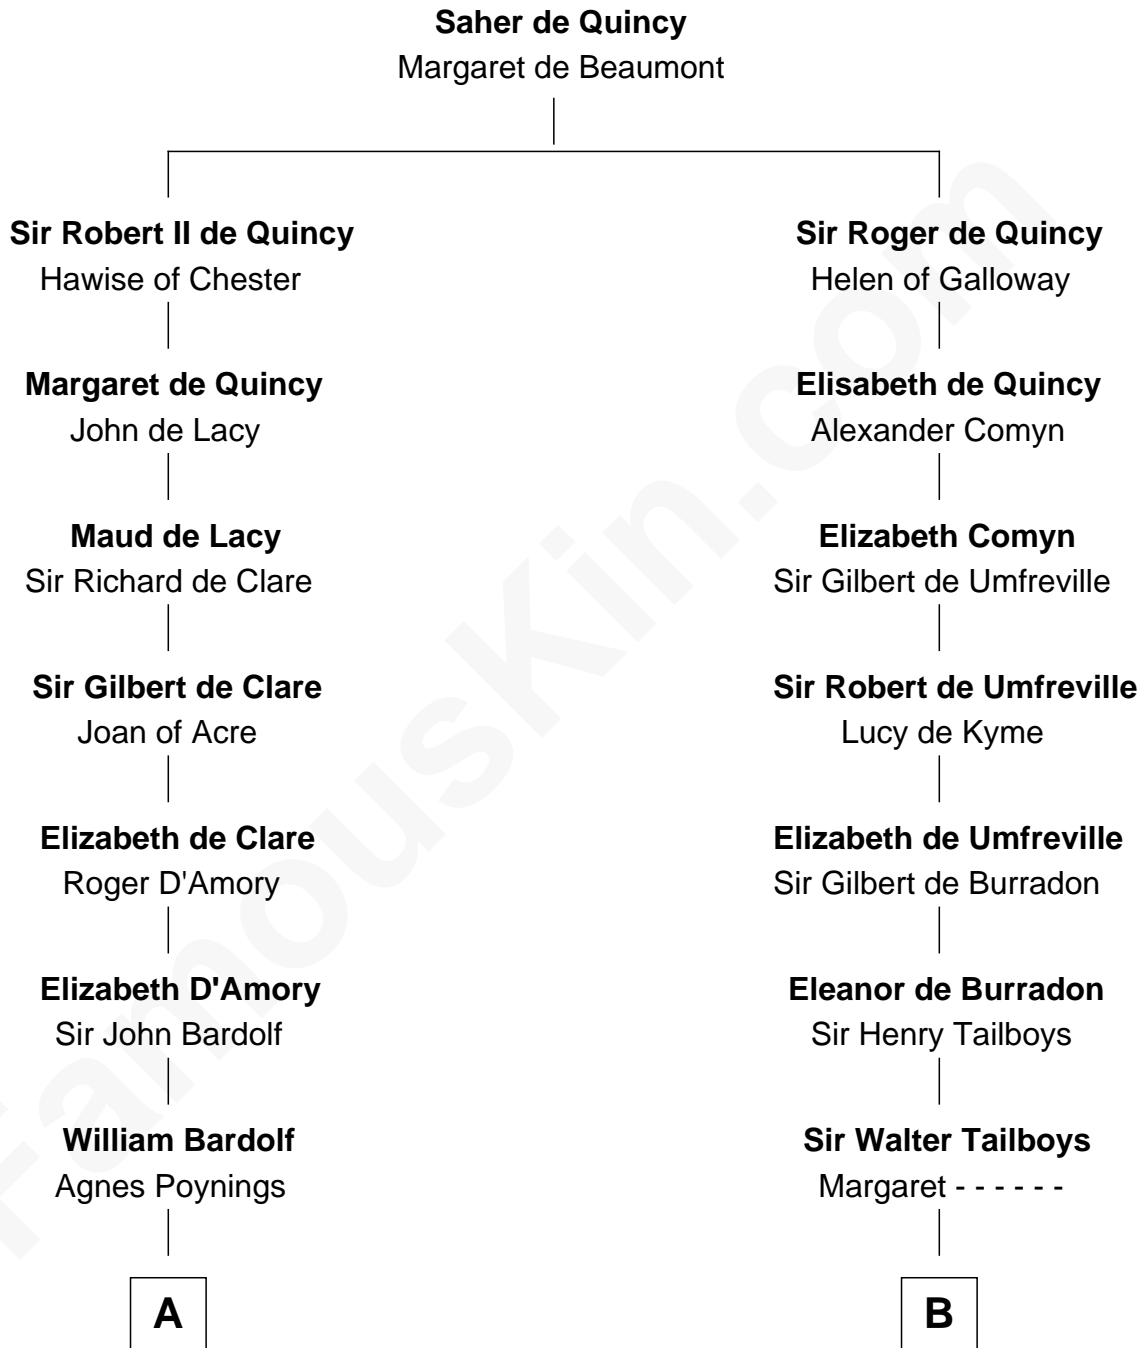 Saher de Quincy
Margaret de Beaumont
Sir Robert II de Quincy
Hawise of Chester
Margaret de Quincy
John de Lacy
Maud de Lacy
Sir Richard de Clare
Sir Gilbert de Clare
Joan of Acre
Elizabeth de Clare
Roger D'Amory
Elizabeth D'Amory
Sir John Bardolf
William Bardolf
Agnes Poynings
A
Sir Roger de Quincy
Helen of Galloway
Elisabeth de Quincy
Alexander Comyn
Elizabeth Comyn
Sir Gilbert de Umfreville
Sir Robert de Umfreville
Lucy de Kyme
Elizabeth de Umfreville
Sir Gilbert de Burradon
Eleanor de Burradon
Sir Henry Tailboys
Sir Walter Tailboys
Margaret - - - - - -
B
FamousKin.com